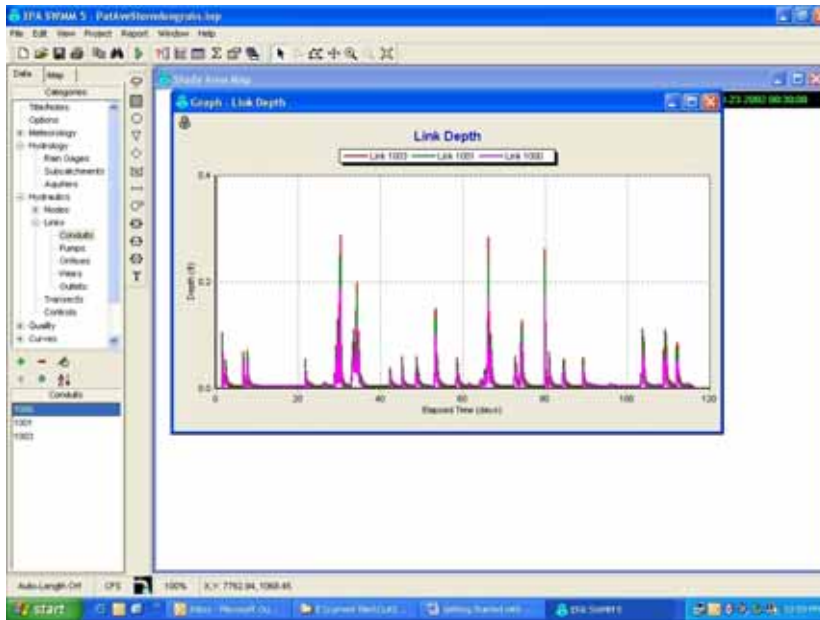 EPA SWMM 5 -
File Edit View Project Report Window Help
Data Map
Categories
Title/Notes
Options
Meteorology
Hydrology
Rain Gages
Subcatchments
Aquifers
Hydraulics
Nodes
Links
Conduits
Pumps
Orifices
Weirs
Outlets
Transects
Controls
Quality
Curves
Conduits
1000
1001
1003
Study Area Map
Graph - Link Depth
Link Depth
Link 1003 Link 1001 Link 1000
Depth (ft)
0.4
0.2
0.0
0 20 40 60 80 100 120
Elapsed Time (days)
Auto-Length: Off CFS 100%
start
EPA SWMM 5